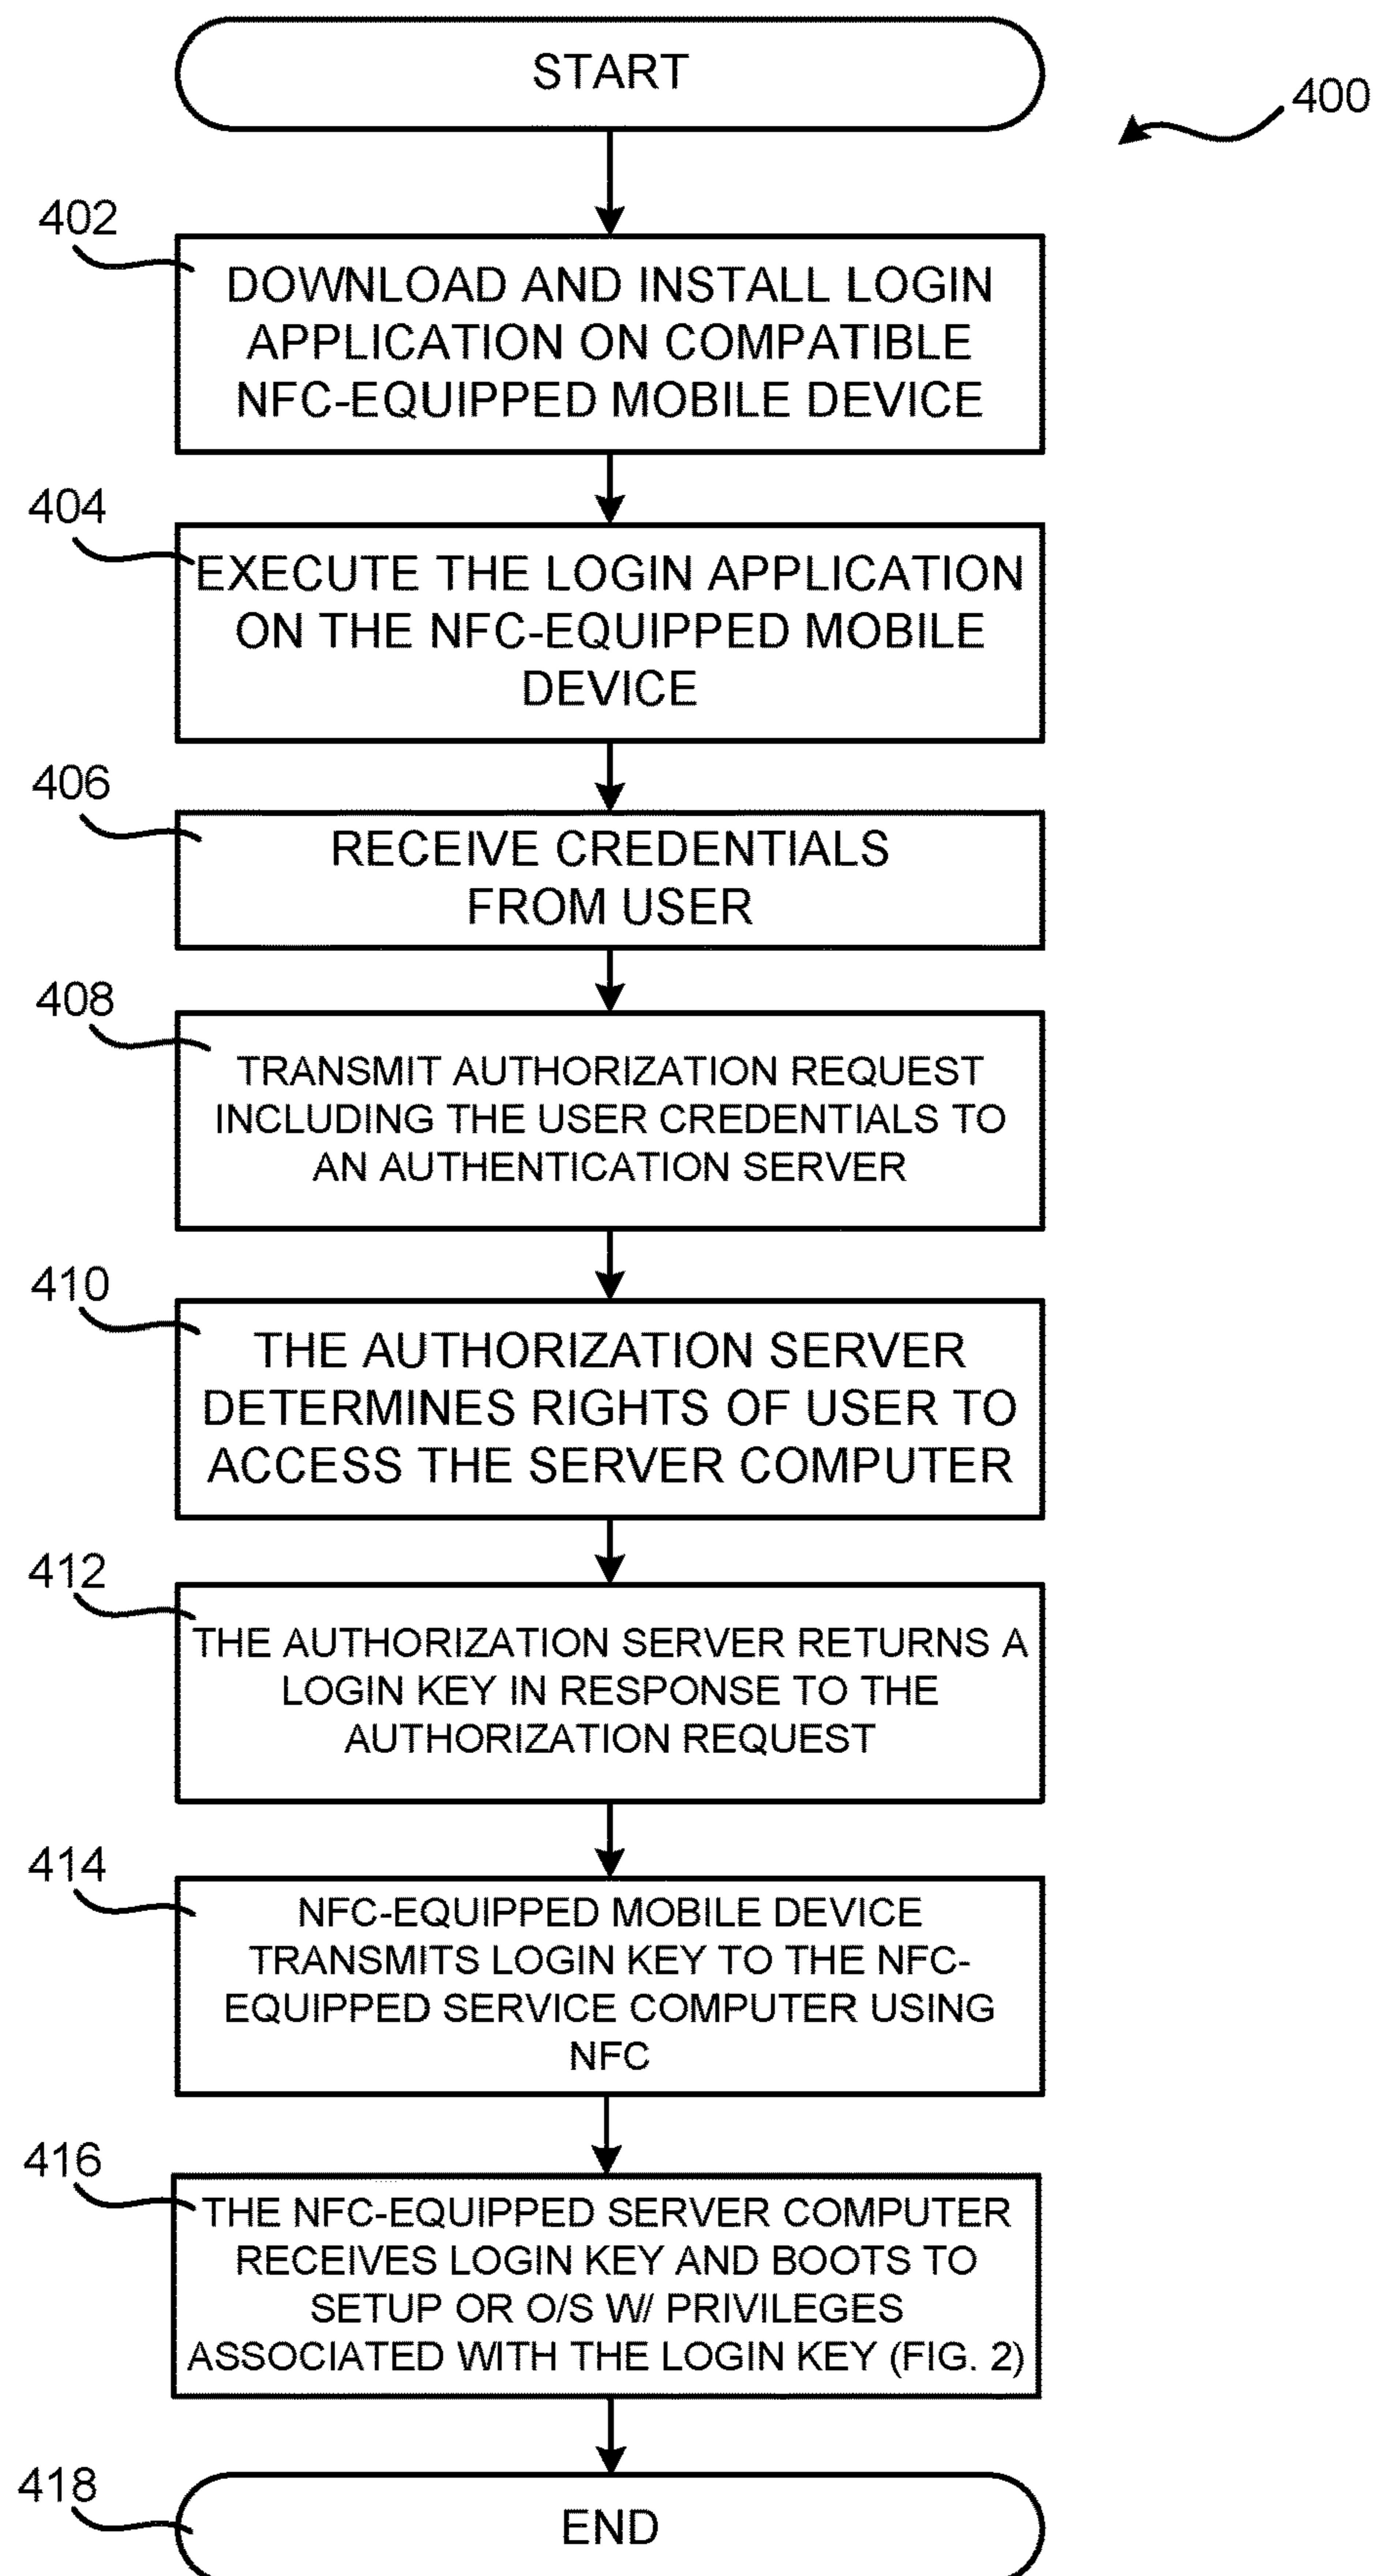 START
400
402
DOWNLOAD AND INSTALL LOGIN
APPLICATION ON COMPATIBLE
NFC-EQUIPPED MOBILE DEVICE
404
EXECUTE THE LOGIN APPLICATION
ON THE NFC-EQUIPPED MOBILE
DEVICE
406
RECEIVE CREDENTIALS
FROM USER
408
TRANSMIT AUTHORIZATION REQUEST
INCLUDING THE USER CREDENTIALS TO
AN AUTHENTICATION SERVER
410
THE AUTHORIZATION SERVER
DETERMINES RIGHTS OF USER TO
ACCESS THE SERVER COMPUTER
412
THE AUTHORIZATION SERVER RETURNS A
LOGIN KEY IN RESPONSE TO THE
AUTHORIZATION REQUEST
414
NFC-EQUIPPED MOBILE DEVICE
TRANSMITS LOGIN KEY TO THE NFC-
EQUIPPED SERVICE COMPUTER USING
NFC
416
THE NFC-EQUIPPED SERVER COMPUTER
RECEIVES LOGIN KEY AND BOOTS TO
SETUP OR O/S W/ PRIVILEGES
ASSOCIATED WITH THE LOGIN KEY (FIG. 2)
418
END